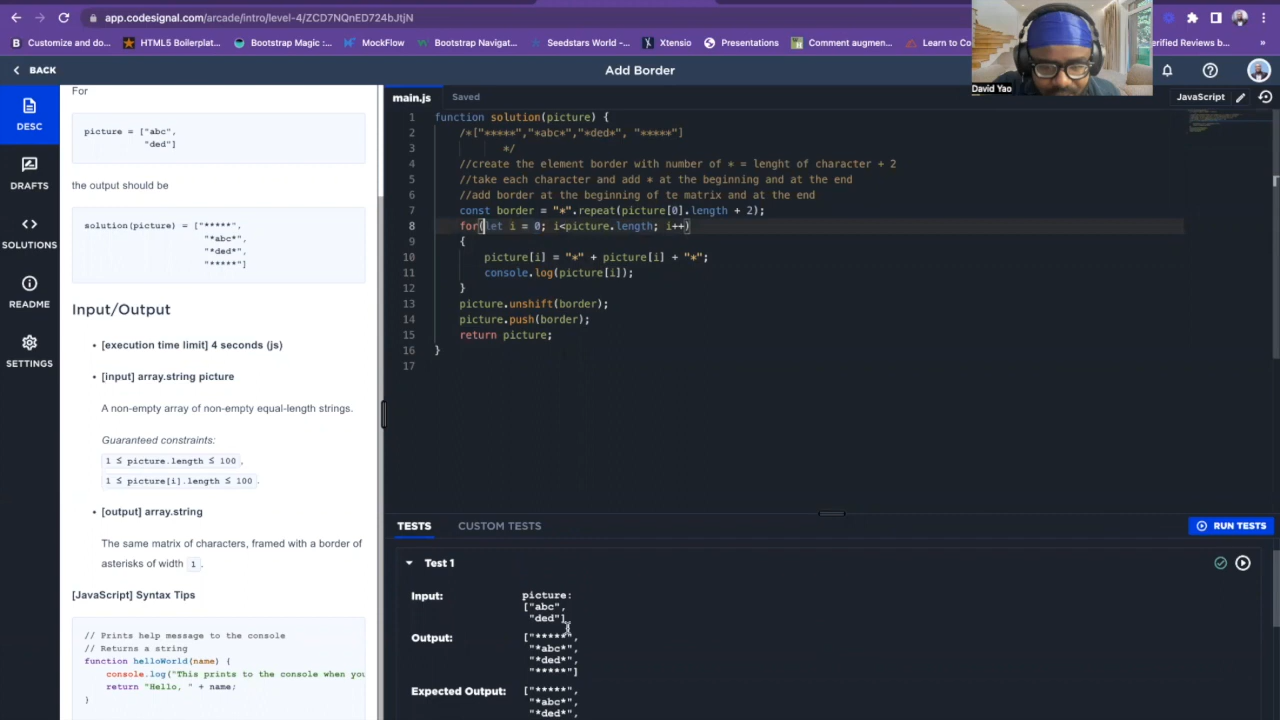 app.codesignal.com/arcade/intro/level-4/ZCD7NQnED724bJtjN
Customize and do...
HTML5 Boilerplat...
Bootstrap Magic :...
MockFlow
Bootstrap Navigat...
Seedstars World -...
Xtensio
Presentations
Comment augmen...
Learn to Co
erified Reviews b...
»
BACK
Add Border
David Yao
DESC
DRAFTS
SOLUTIONS
README
SETTINGS
For
picture = ["abc",
"ded"]
the output should be
solution(picture) = ["*****",
"*abc*",
"*ded*",
"*****"]
Input/Output
• [execution time limit] 4 seconds (js)
• [input] array.string picture
A non-empty array of non-empty equal-length strings.
Guaranteed constraints:
1 ≤ picture.length ≤ 100,
1 ≤ picture[i].length ≤ 100.
• [output] array.string
The same matrix of characters, framed with a border of
asterisks of width 1.
[JavaScript] Syntax Tips
// Prints help message to the console
// Returns a string
function helloWorld(name) {
console.log("This prints to the console when you
return "Hello, " + name;
}
main.js
Saved
JavaScript
1 function solution(picture) {
2 /*["*****","*abc*","*ded*", "*****"]
3 */
4 //create the element border with number of * = lenght of character + 2
5 //take each character and add * at the beginning and at the end
6 //add border at the beginning of te matrix and at the end
7 const border = "*".repeat(picture[0].length + 2);
8 for(let i = 0; i<picture.length; i++)
9 {
10 picture[i] = "*" + picture[i] + "*";
11 console.log(picture[i]);
12 }
13 picture.unshift(border);
14 picture.push(border);
15 return picture;
16 }
17
TESTS
CUSTOM TESTS
RUN TESTS
Test 1
Input:
picture:
["abc",
"ded"]
Output:
["*****",
"*abc*",
"*ded*",
"*****"]
Expected Output:
["*****",
"*abc*",
"*ded*",